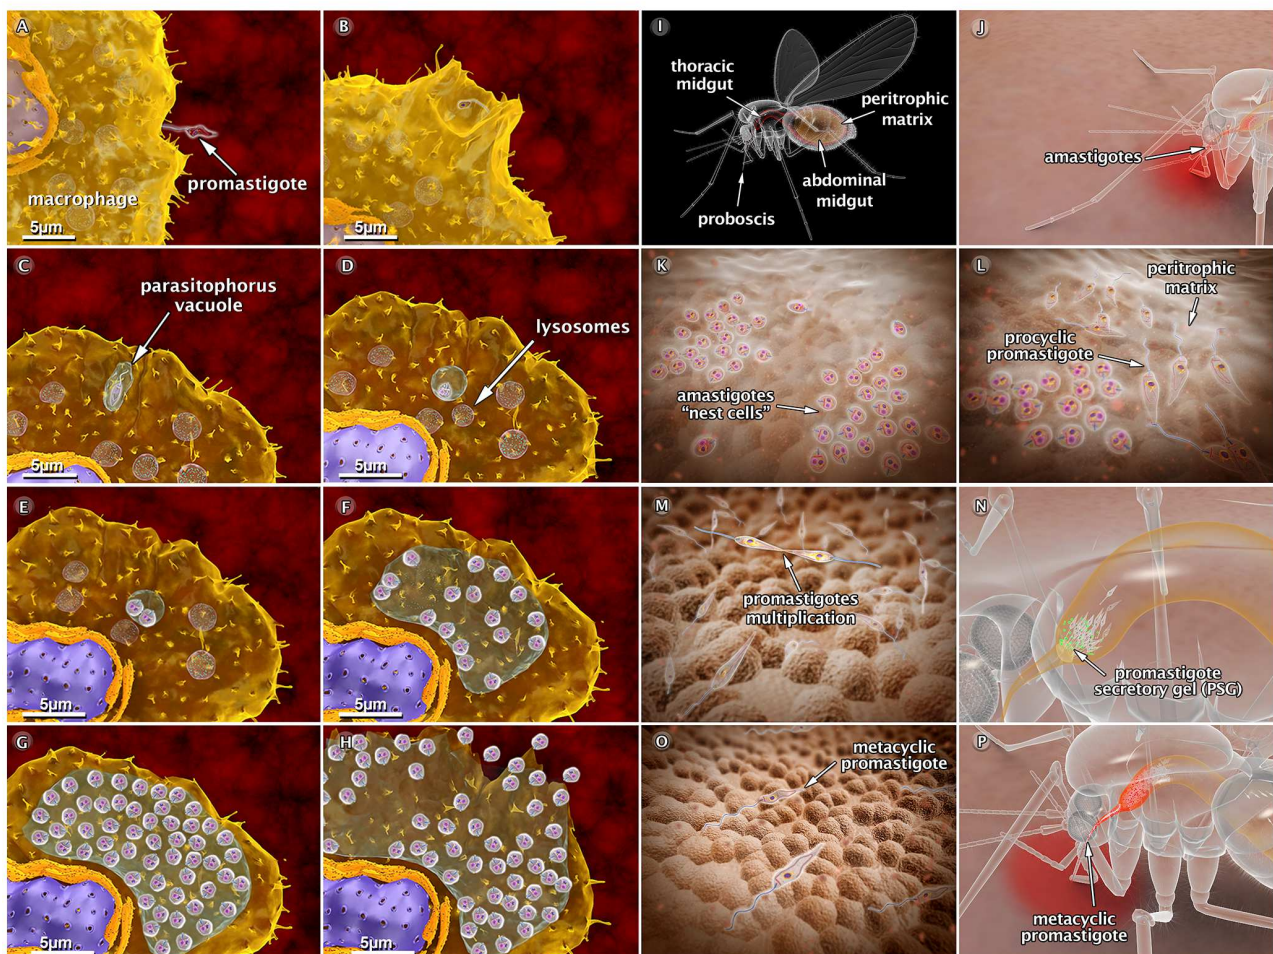 A
promastigote
macrophage
5μm
B
5μm
I
thoracic
midgut
peritrophic
matrix
abdominal
midgut
proboscis
J
amastigotes
C
parasitophorus
vacuole
5μm
D
lysosomes
5μm
K
amastigotes
“nest cells”
L
peritrophic
matrix
procyclic
promastigote
E
5μm
F
5μm
M
promastigotes
multiplication
N
promastigote
secretory gel (PSG)
G
5μm
H
5μm
O
metacyclic
promastigote
P
metacyclic
promastigote